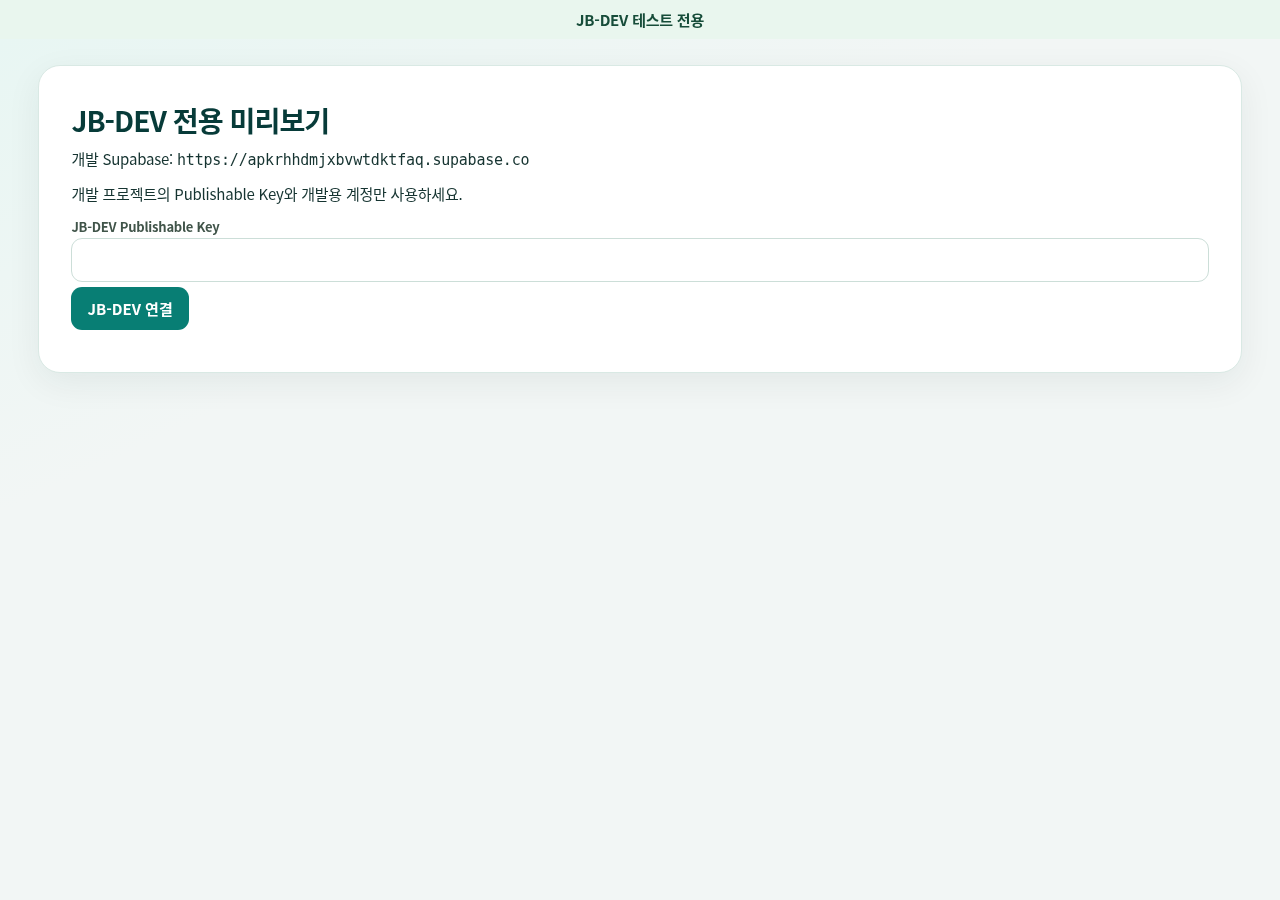 JB-DEV 테스트 전용
JB-DEV 전용 미리보기
개발 Supabase: https://apkrhhdmjxbvwtdktfaq.supabase.co
개발 프로젝트의 Publishable Key와 개발용 계정만 사용하세요.
JB-DEV Publishable Key
JB-DEV 연결